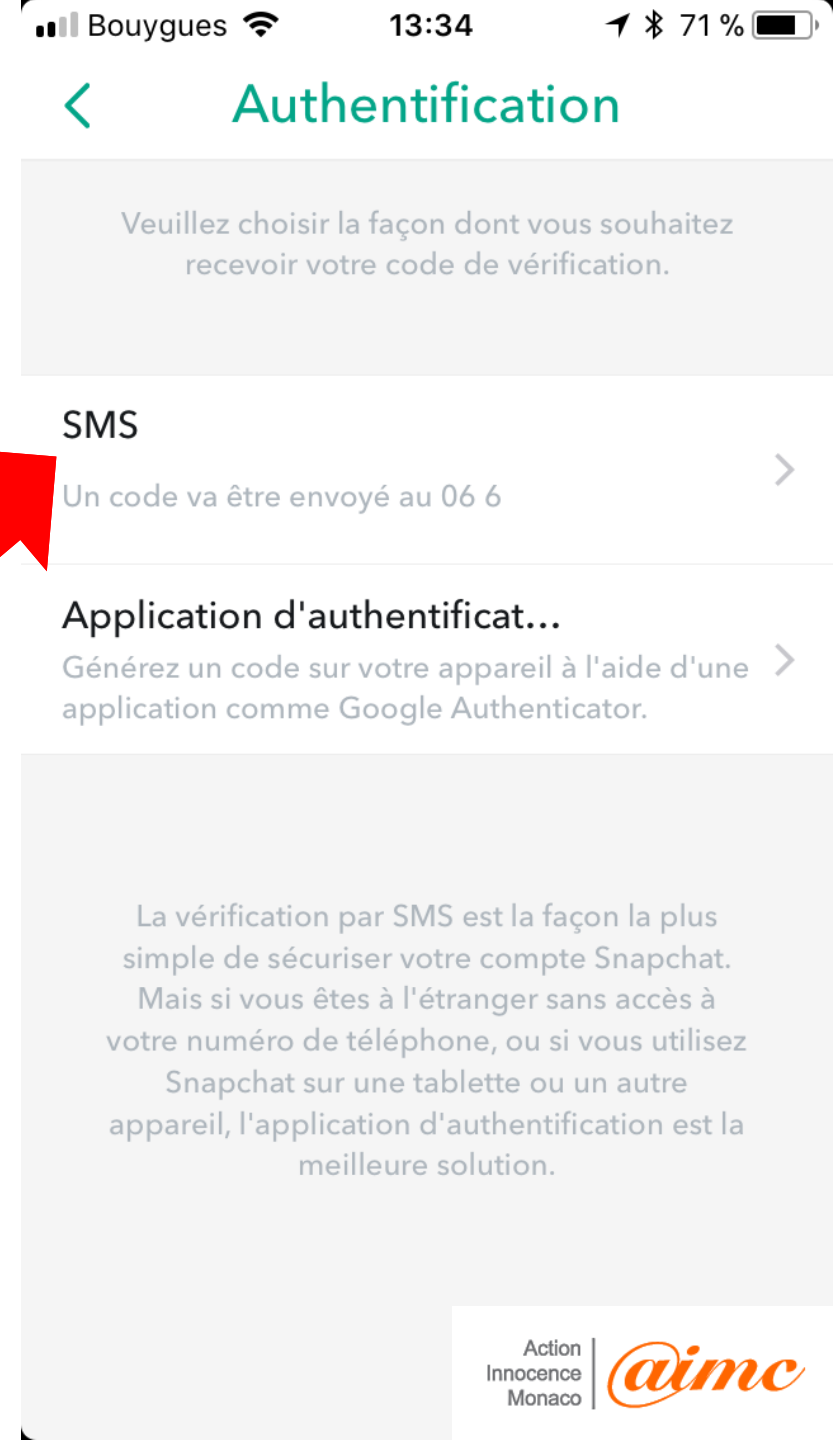 Bouygues 13:34 71 %
Authentification
Veuillez choisir la façon dont vous souhaitez
recevoir votre code de vérification.
SMS
Un code va être envoyé au 06 6
Application d'authentificat...
Générez un code sur votre appareil à l'aide d'une
application comme Google Authenticator.
La vérification par SMS est la façon la plus
simple de sécuriser votre compte Snapchat.
Mais si vous êtes à l'étranger sans accès à
votre numéro de téléphone, ou si vous utilisez
Snapchat sur une tablette ou un autre
appareil, l'application d'authentification est la
meilleure solution.
Action
Innocence
Monaco
@aimc